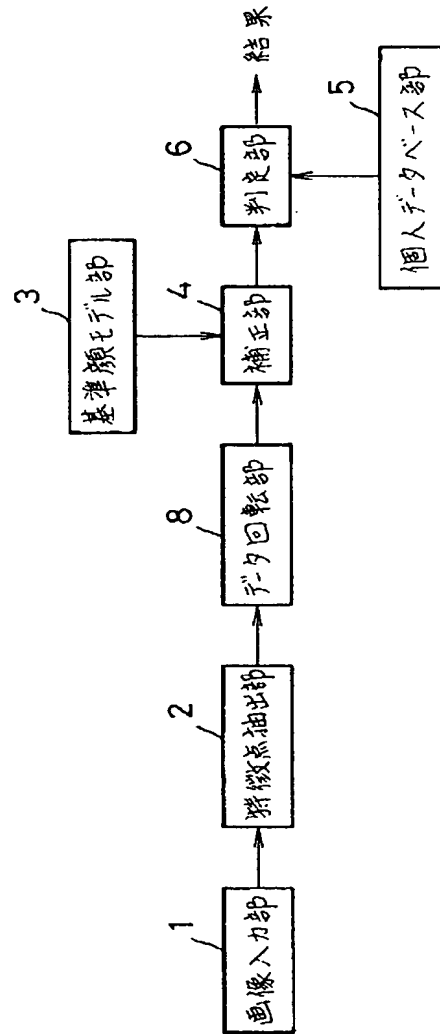 3
基準顔モデル部
1
画像入力部
2
特徴点抽出部
8
データ回転部
4
補正部
6
判定部
結果
5
個人データベース部